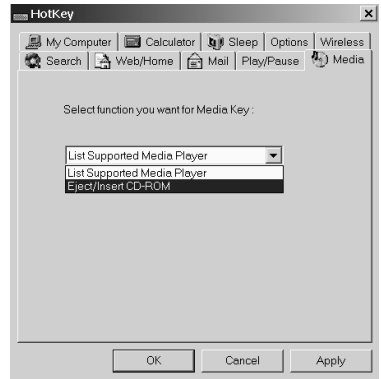 HotKey
My Computer Calculator Sleep Options Wireless
Search Web/Home Mail Play/Pause Media
Select function you want for Media Key :
List Supported Media Player
List Supported Media Player
Eject/Insert CD-ROM
OK Cancel Apply